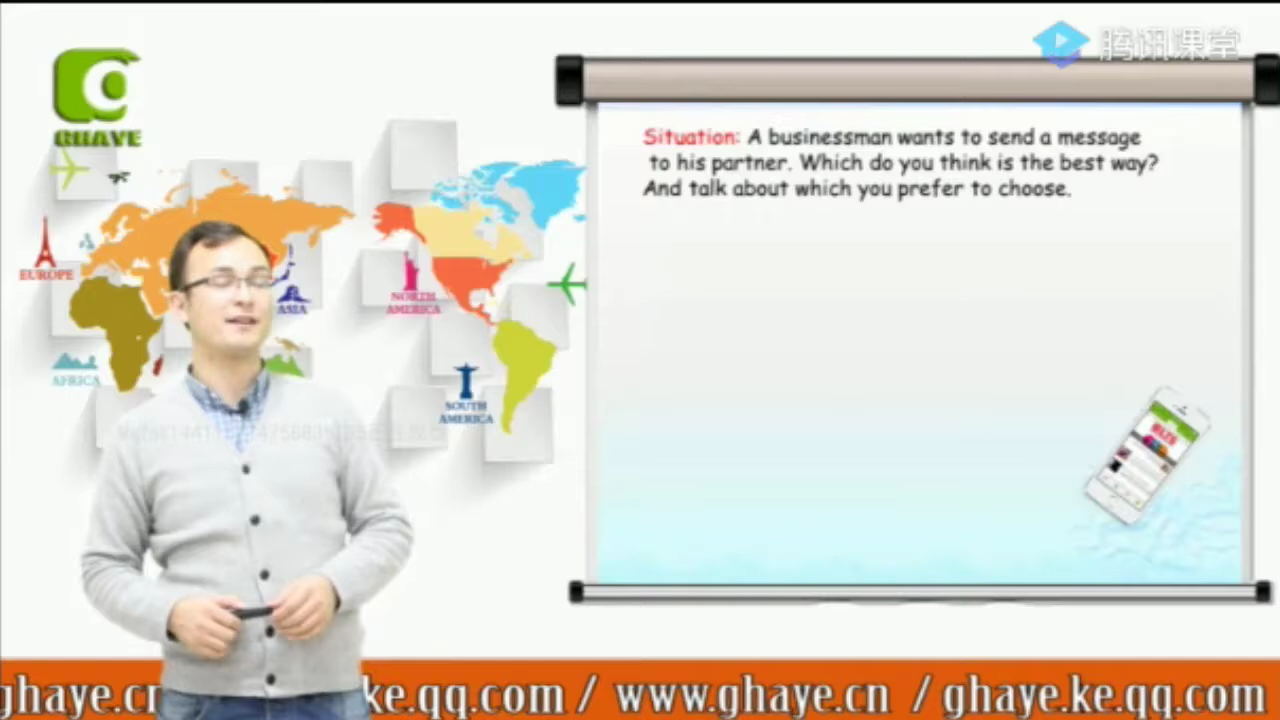 腾讯课堂
GHAYE
Situation: A businessman wants to send a message
to his partner. Which do you think is the best way?
And talk about which you prefer to choose.
EUROPE
ASIA
NORTH
AMERICA
AFRICA
SOUTH
AMERICA
IELTS
ghaye.cn
ke.qq.com / www.ghaye.cn / ghaye.ke.qq.com